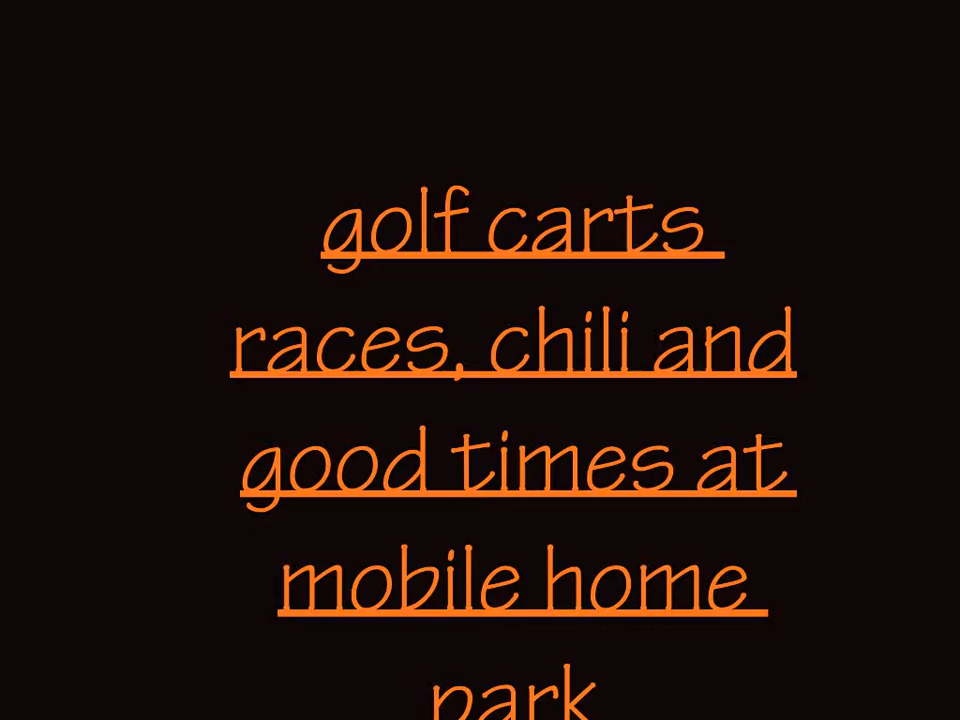 golf carts
races, chili and
good times at
mobile home
park